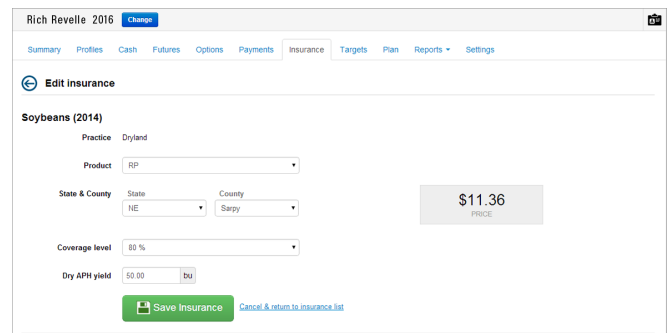 Rich Revelle 2016 Change
Summary Profiles Cash Futures Options Payments Insurance Targets Plan Reports Settings
Edit insurance
Soybeans (2014)
Practice Dryland
Product RP
State & County State County
NE Sarpy
$11.36
PRICE
Coverage level 80 %
Dry APH yield 50.00 bu
Save Insurance Cancel & return to insurance list